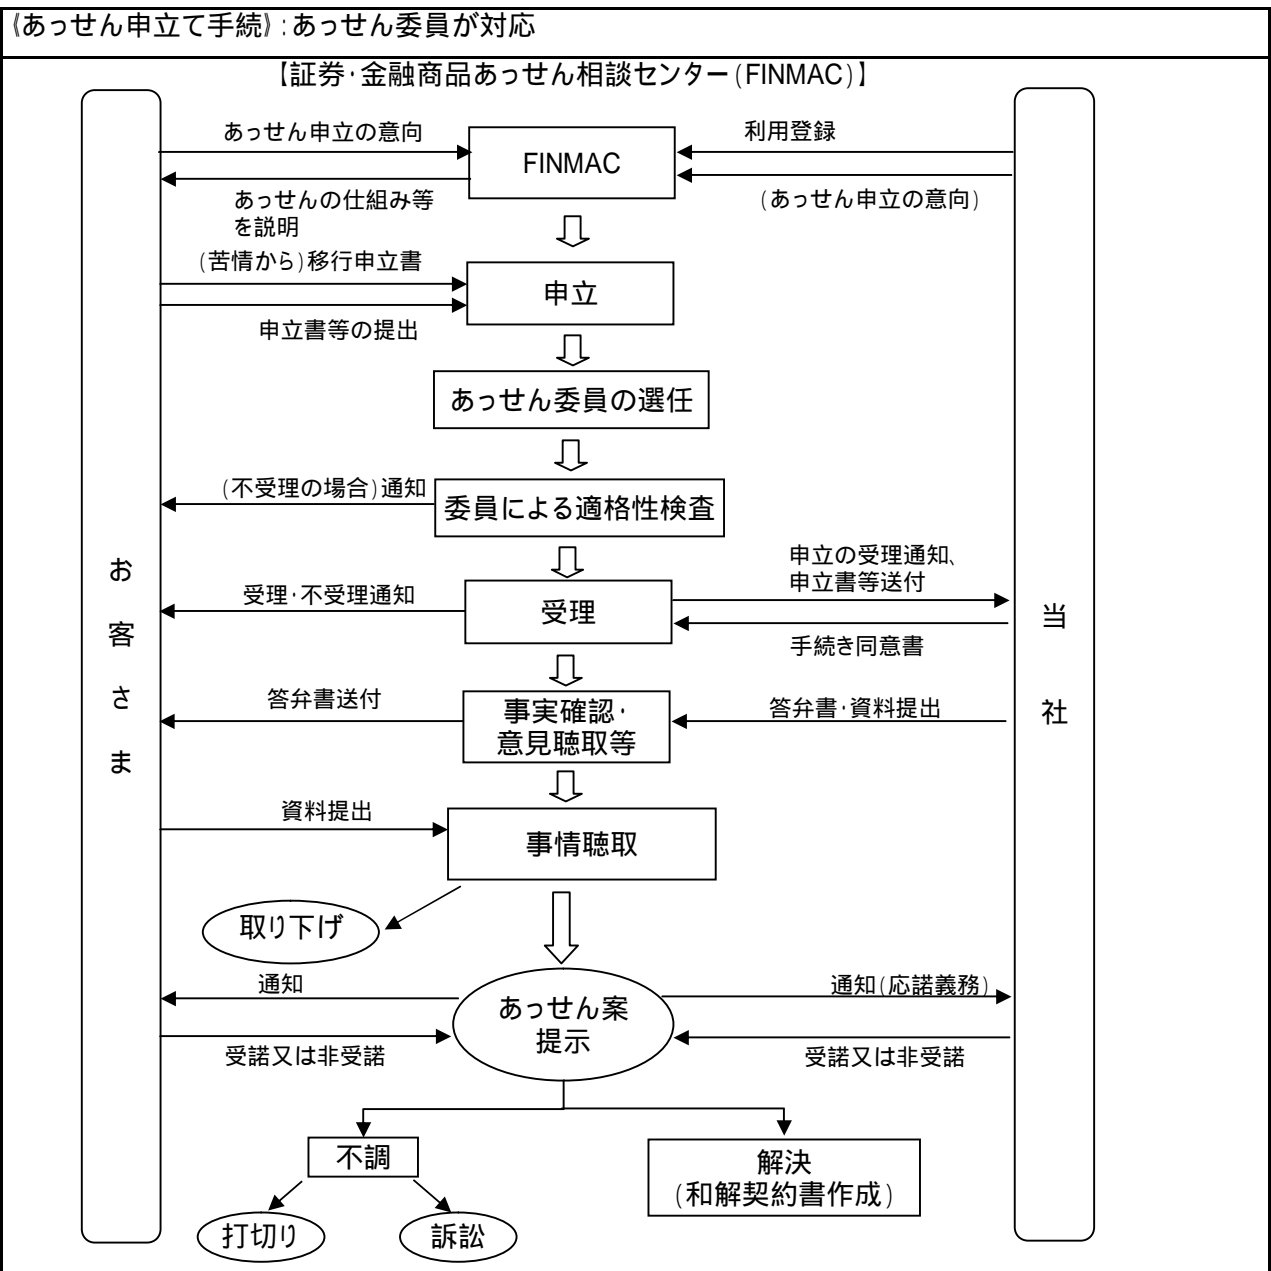 《あっせん申立て手続》:あっせん委員が対応
【証券・金融商品あっせん相談センター(FINMAC)】
あっせん申立の意向
利用登録
FINMAC
あっせんの仕組み等
を説明
(あっせん申立の意向)
(苦情から)移行申立書
申立
申立書等の提出
あっせん委員の選任
(不受理の場合)通知
委員による適格性検査
申立の受理通知、
申立書等送付
受理・不受理通知
受理
手続き同意書
お客さま
当社
答弁書送付
事実確認・
意見聴取等
答弁書・資料提出
資料提出
事情聴取
取り下げ
通知
通知(応諾義務)
あっせん案
提示
受諾又は非受諾
受諾又は非受諾
不調
解決
(和解契約書作成)
打切り
訴訟